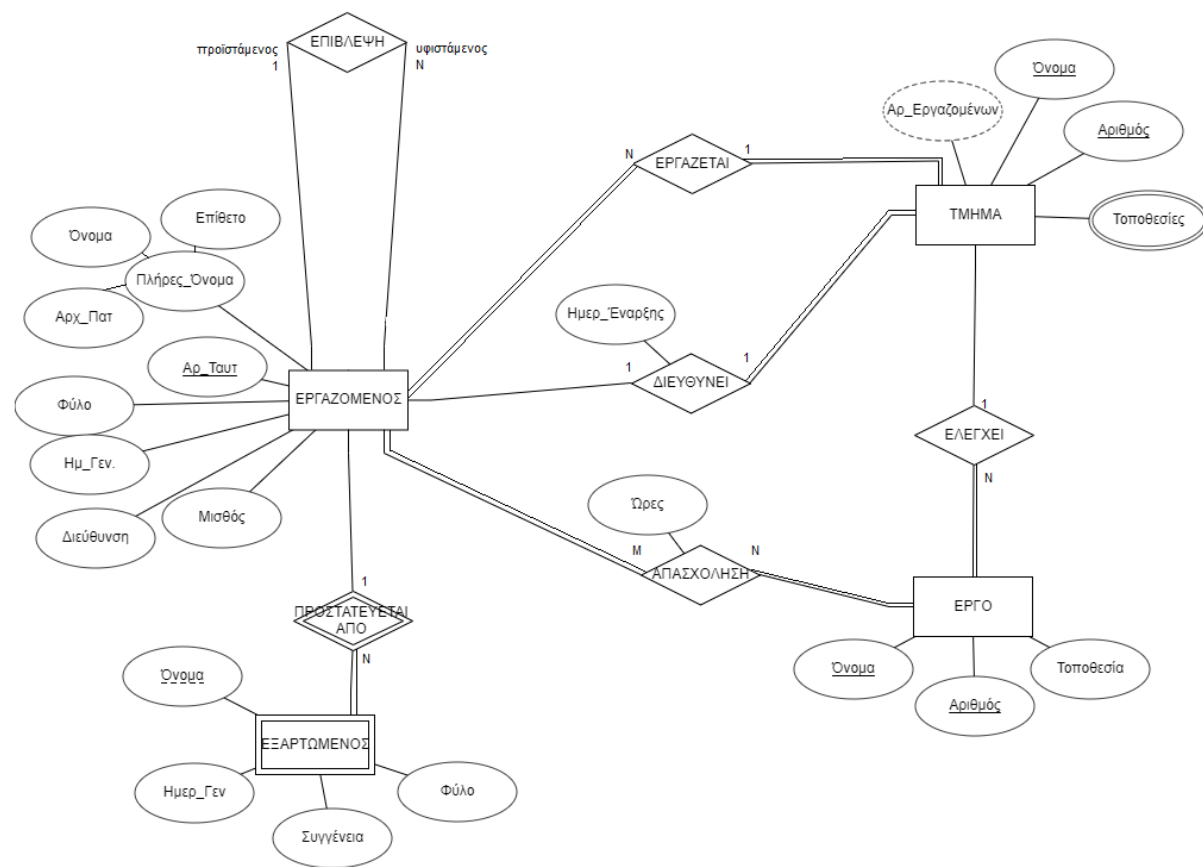 ΕΠΙΒΛΕΨΗ
προϊστάμενος
1
υφιστάμενος
N
Όνομα
Αρ_Εργαζομένων
Αριθμός
N
ΕΡΓΑΖΕΤΑΙ
1
ΤΜΗΜΑ
Τοποθεσίες
Επίθετο
Όνομα
Πλήρες_Όνομα
Αρχ_Πατ
Ημερ_Έναρξης
Αρ_Ταυτ
1
ΔΙΕΥΘΥΝΕΙ
1
Φύλο
ΕΡΓΑΖΟΜΕΝΟΣ
1
ΕΛΕΓΧΕΙ
N
Ημ_Γεν.
Διεύθυνση
Μισθός
Ώρες
M
ΑΠΑΣΧΟΛΗΣΗ
N
1
ΠΡΟΣΤΑΤΕΥΕΤΑΙ
ΑΠΟ
N
ΕΡΓΟ
Όνομα
Αριθμός
Τοποθεσία
Όνομα
ΕΞΑΡΤΩΜΕΝΟΣ
Ημερ_Γεν
Συγγένεια
Φύλο